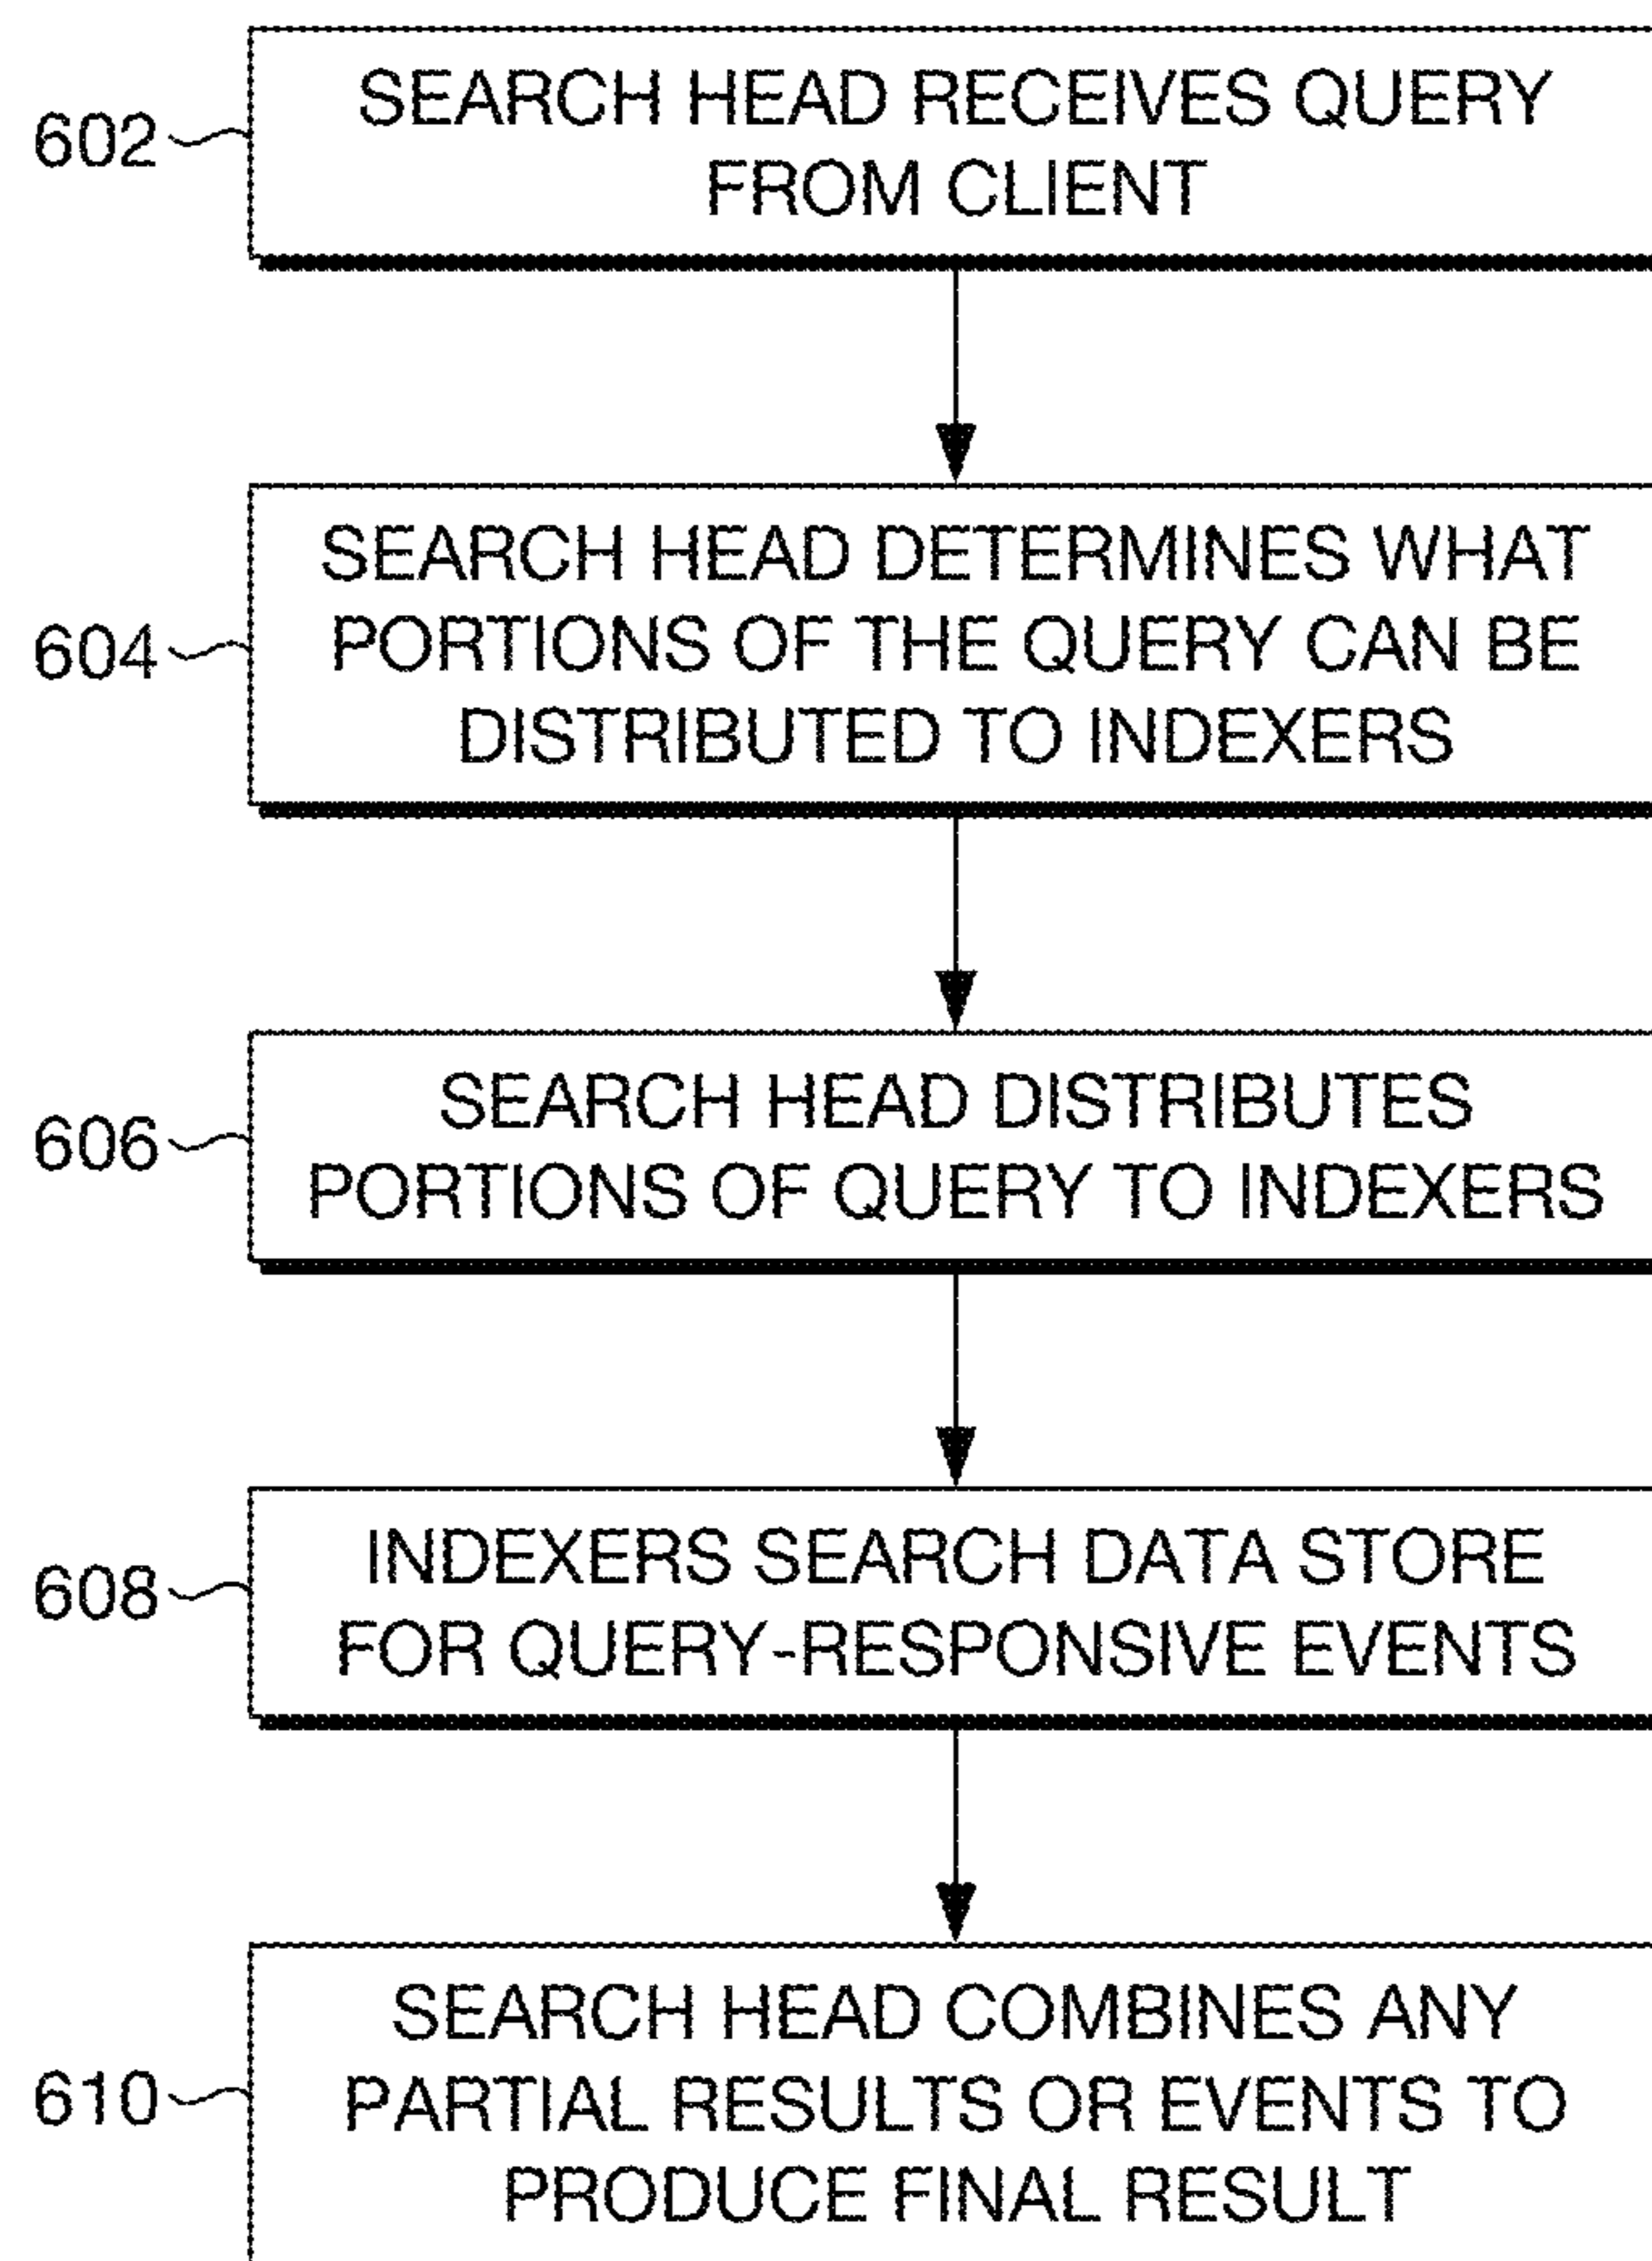 602
SEARCH HEAD RECEIVES QUERY
FROM CLIENT
604
SEARCH HEAD DETERMINES WHAT
PORTIONS OF THE QUERY CAN BE
DISTRIBUTED TO INDEXERS
606
SEARCH HEAD DISTRIBUTES
PORTIONS OF QUERY TO INDEXERS
608
INDEXERS SEARCH DATA STORE
FOR QUERY-RESPONSIVE EVENTS
610
SEARCH HEAD COMBINES ANY
PARTIAL RESULTS OR EVENTS TO
PRODUCE FINAL RESULT